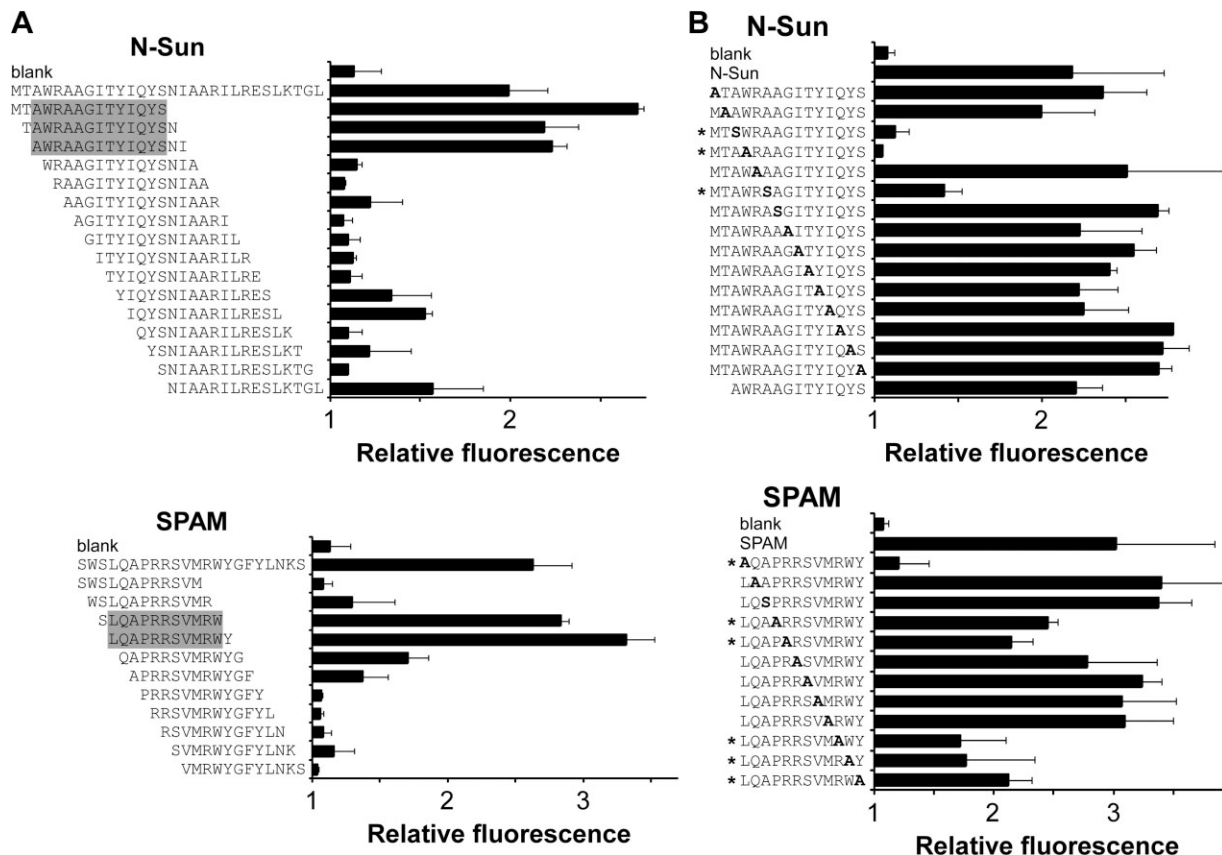 A
N-Sun
blank
MTAWRAAGITYIQYSNIAARILRESLKTGL
MTAWRAAGITYIQYS
TAWRAAGITYIQYSN
AWRAAGITYIQYSNI
WRAAGITYIQYSNIA
RAAGITYIQYSNIAA
AAGITYIQYSNIAAR
AGITYIQYSNIAARI
GITYIQYSNIAARIL
ITYIQYSNIAARILR
TYIQYSNIAARILRE
YIQYSNIAARILRES
IQYSNIAARILRESL
QYSNIAARILRESLK
YSNIAARILRESLKT
SNIAARILRESLKTG
NIAARILRESLKTGL
1 2
Relative fluorescence
SPAM
blank
SWSLQAPRRSVMRWYGFYLNKS
SWSLQAPRRSVM
WSLQAPRRSVMR
SLQAPRRSVMRW
LQAPRRSVMRWY
QAPRRSVMRWYG
APRRSVMRWYGF
PRRSVMRWYGFY
RRSVMRWYGFYL
RSVMRWYGFYLN
SVMRWYGFYLNK
VMRWYGFYLNKS
1 2 3
Relative fluorescence
B
N-Sun
blank
N-Sun
ATAWRAAGITYIQYS
MAAWRAAGITYIQYS
* MTSWRAAGITYIQYS
* MTAARAAGITYIQYS
MTAWAAAGITYIQYS
* MTAWRSAGITYIQYS
MTAWRASGITYIQYS
MTAWRAAAITYIQYS
MTAWRAAGATYIQYS
MTAWRAAGIAYIQYS
MTAWRAAGITAIQYS
MTAWRAAGITYAQYS
MTAWRAAGITYIAYS
MTAWRAAGITYIQAS
MTAWRAAGITYIQYA
AWRAAGITYIQYS
1 2
Relative fluorescence
SPAM
blank
SPAM
* AQAPRRSVMRWY
LAAPRRSVMRWY
LQSPRRSVMRWY
* LQAARRSVMRWY
* LQAPARSVMRWY
LQAPRASVMRWY
LQAPRRAVMRWY
LQAPRRSAMRWY
LQAPRRSVARWY
* LQAPRRSVMAWY
* LQAPRRSVMRAY
* LQAPRRSVMRWA
1 2 3
Relative fluorescence